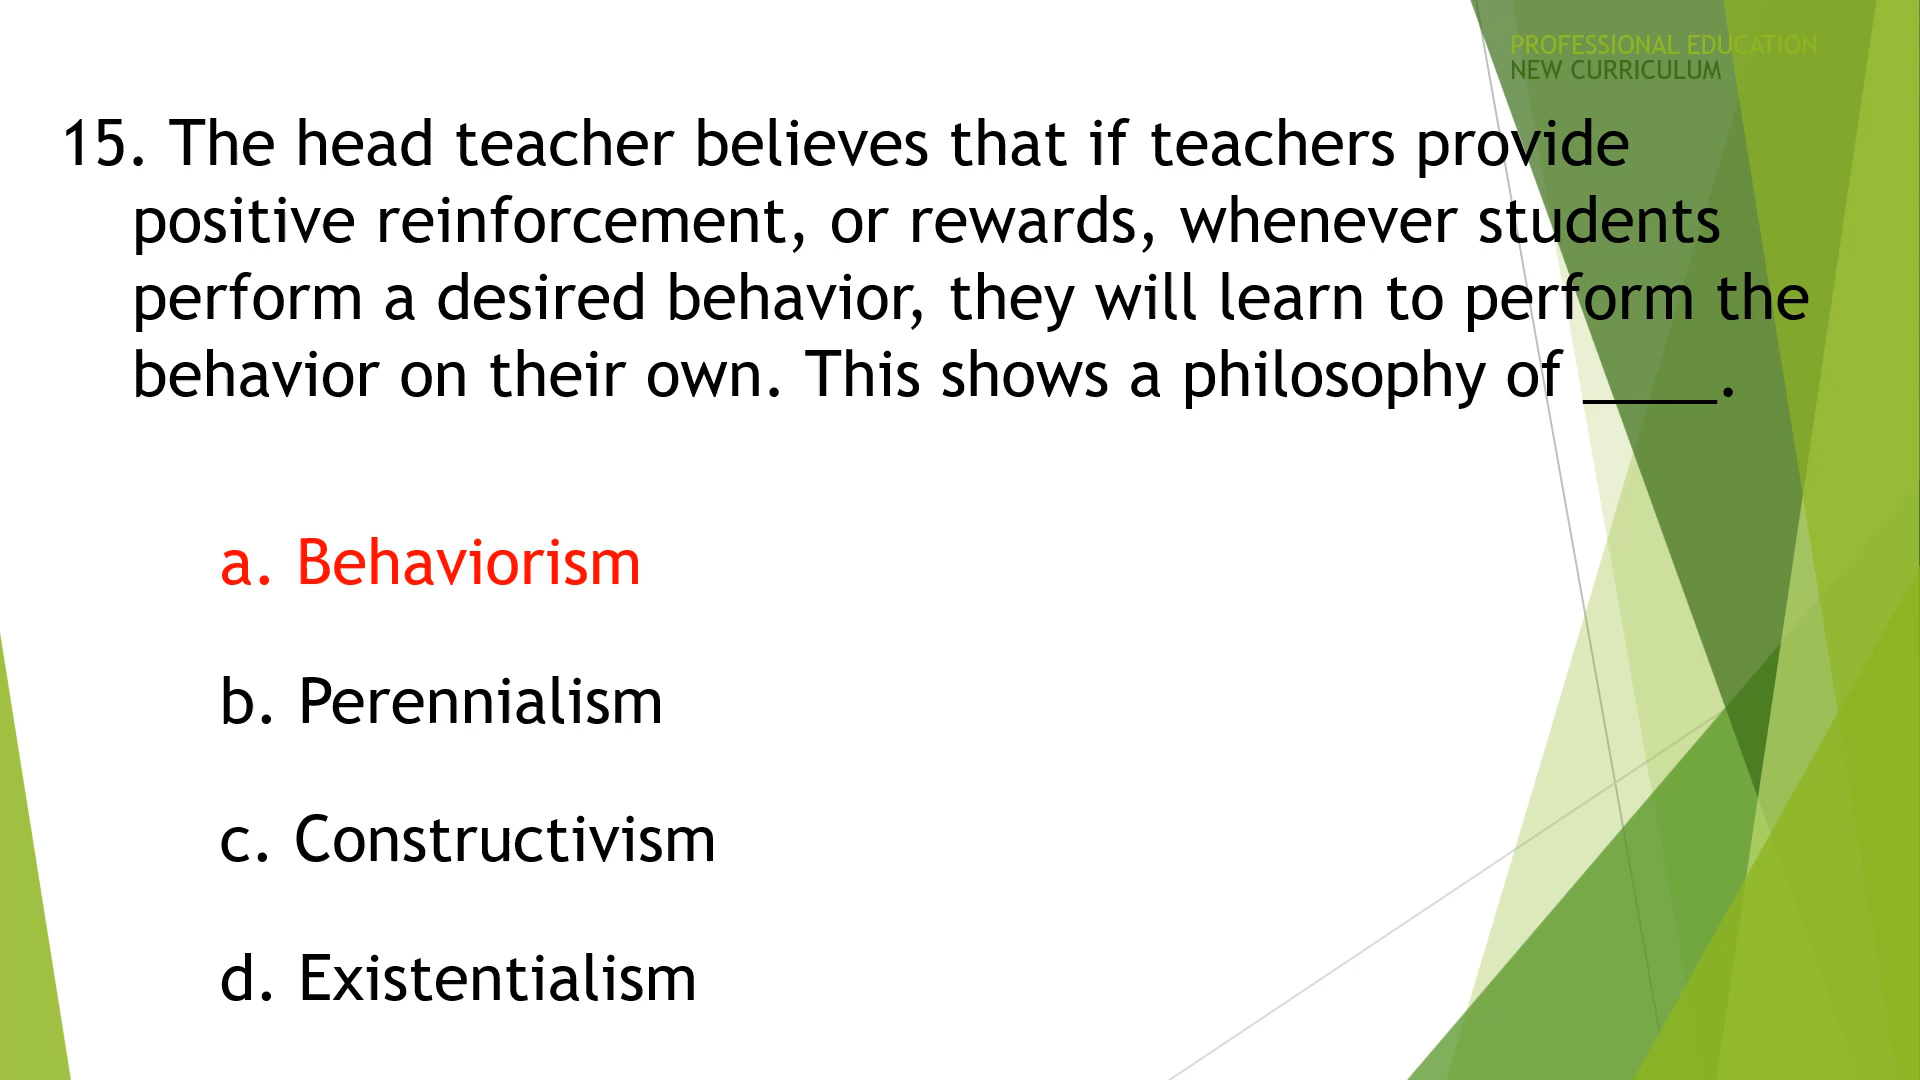 PROFESSIONAL EDUCATION
NEW CURRICULUM
15. The head teacher believes that if teachers provide
positive reinforcement, or rewards, whenever students
perform a desired behavior, they will learn to perform the
behavior on their own. This shows a philosophy of ____.
a. Behaviorism
b. Perennialism
c. Constructivism
d. Existentialism